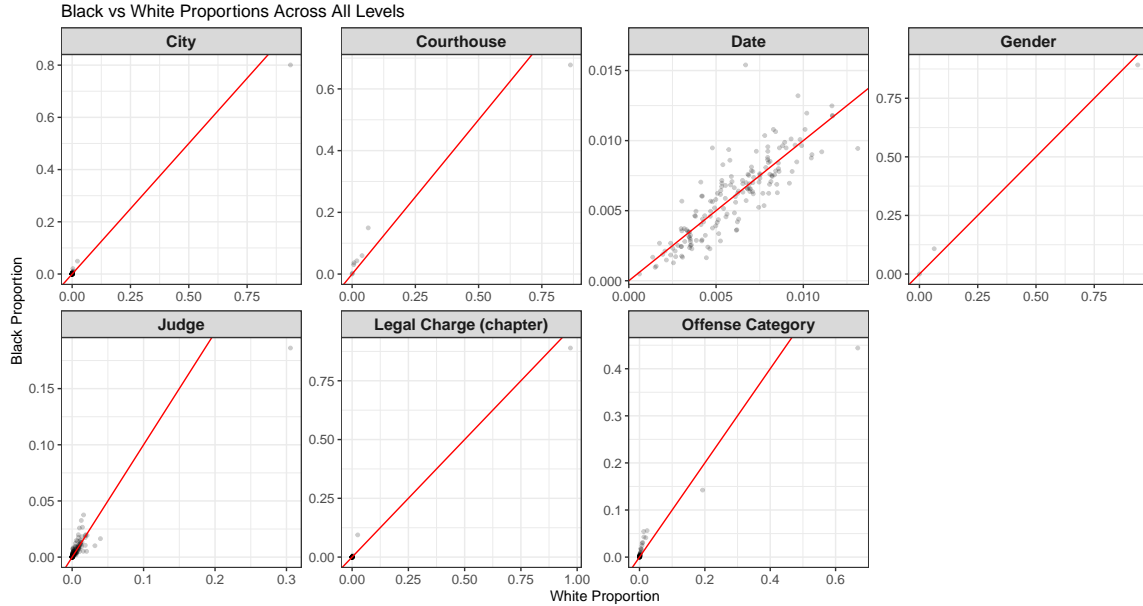 Black vs White Proportions Across All Levels
City
Courthouse
Date
Gender
0.8
0.6
0.4
0.2
0.0
0.00 0.25 0.50 0.75
0.6
0.4
0.2
0.0
0.00 0.25 0.50 0.75
0.015
0.010
0.005
0.000
0.000 0.005 0.010
0.75
0.50
0.25
0.00
0.00 0.25 0.50 0.75
Black Proportion
Judge
Legal Charge (chapter)
Offense Category
0.15
0.10
0.05
0.00
0.0 0.1 0.2 0.3
0.75
0.50
0.25
0.00
0.00 0.25 0.50 0.75 1.00
0.4
0.3
0.2
0.1
0.0
0.0 0.2 0.4 0.6
White Proportion